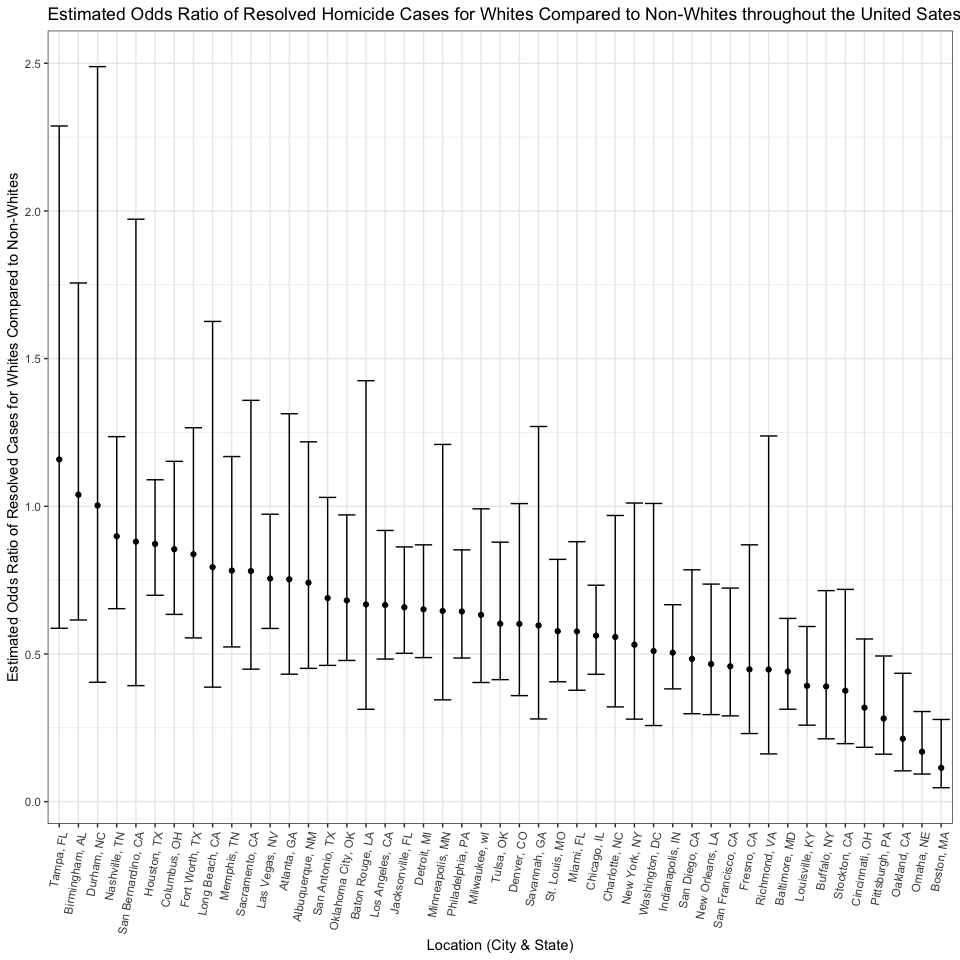 Estimated Odds Ratio of Resolved Homicide Cases for Whites Compared to Non-Whites throughout the United Sates
Estimated Odds Ratio of Resolved Cases for Whites Compared to Non-Whites
2.5
2.0
1.5
1.0
0.5
0.0
Tampa, FL
Birmingham, AL
Durham, NC
Nashville, TN
San Bernardino, CA
Houston, TX
Columbus, OH
Fort Worth, TX
Long Beach, CA
Memphis, TN
Sacramento, CA
Las Vegas, NV
Atlanta, GA
Albuquerque, NM
San Antonio, TX
Oklahoma City, OK
Baton Rouge, LA
Los Angeles, CA
Jacksonville, FL
Detroit, MI
Minneapolis, MN
Philadelphia, PA
Milwaukee, wI
Tulsa, OK
Denver, CO
Savannah, GA
St. Louis, MO
Miami, FL
Chicago, IL
Charlotte, NC
New York, NY
Washington, DC
Indianapolis, IN
San Diego, CA
New Orleans, LA
San Francisco, CA
Fresno, CA
Richmond, VA
Baltimore, MD
Louisville, KY
Buffalo, NY
Stockton, CA
Cincinnati, OH
Pittsburgh, PA
Oakland, CA
Omaha, NE
Boston, MA
Location (City & State)